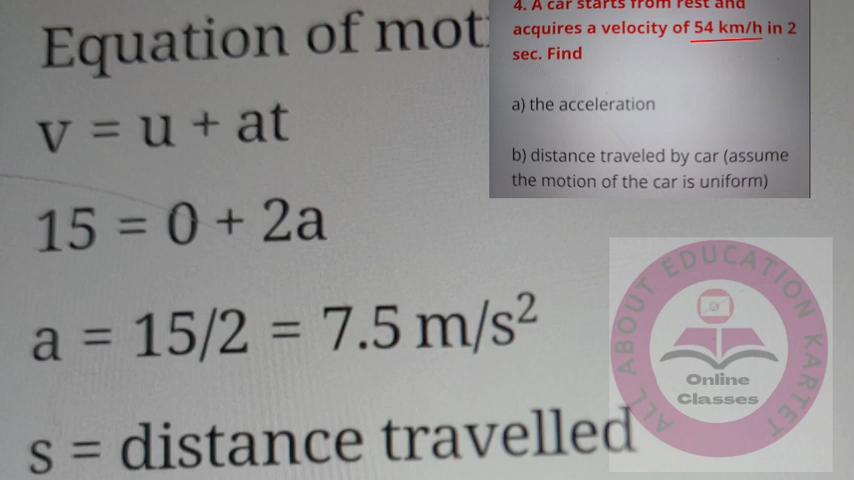 Equation of mot
v = u + at
15 = 0 + 2a
a = 15/2 = 7.5 m/s²
s = distance travelled
4. A car starts from rest and
acquires a velocity of 54 km/h in 2
sec. Find
a) the acceleration
b) distance traveled by car (assume
the motion of the car is uniform)
ALL ABOUT EDUCATION KARTET
Online
Classes